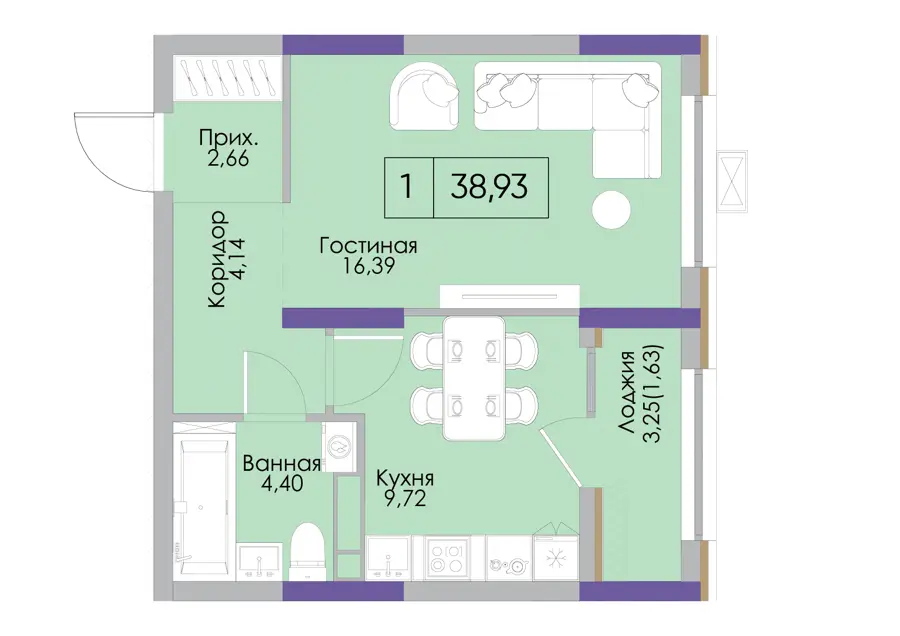 Прих.
2,66
1
38,93
Коридор
4,14
Гостиная
16,39
Лоджия
3,25(1,63)
Ванная
4,40
Кухня
9,72